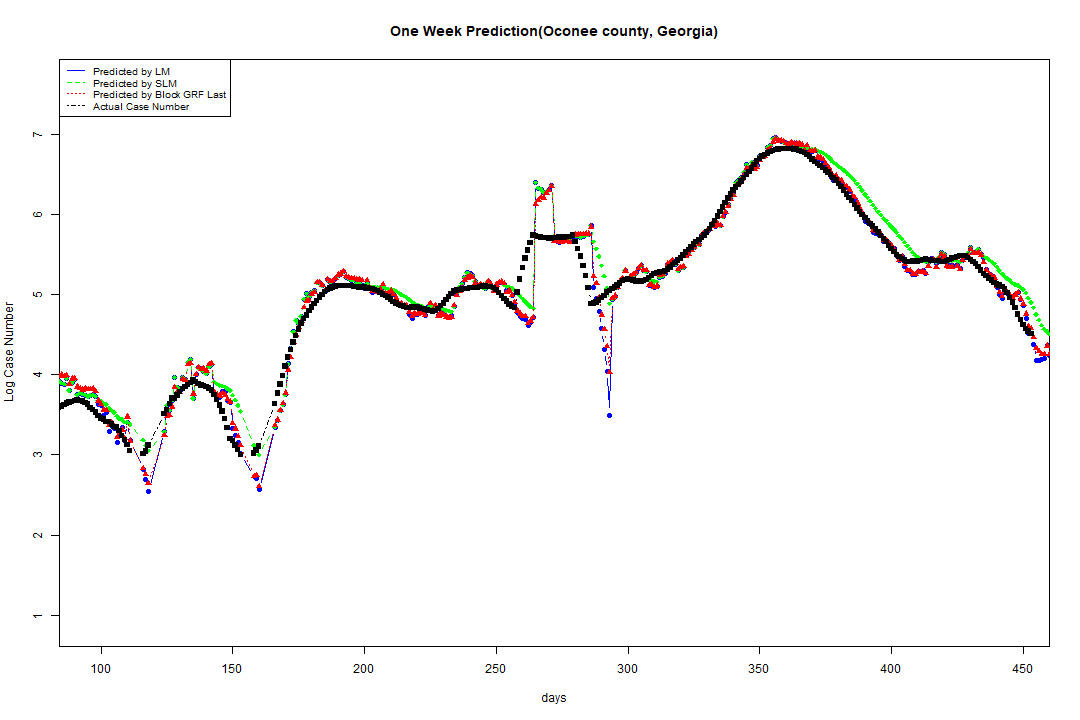 One Week Prediction(Oconee county, Georgia)
Predicted by LM
Predicted by SLM
Predicted by Block GRF Last
Actual Case Number
7
6
5
4
3
2
1
Log Case Number
100 150 200 250 300 350 400 450
days